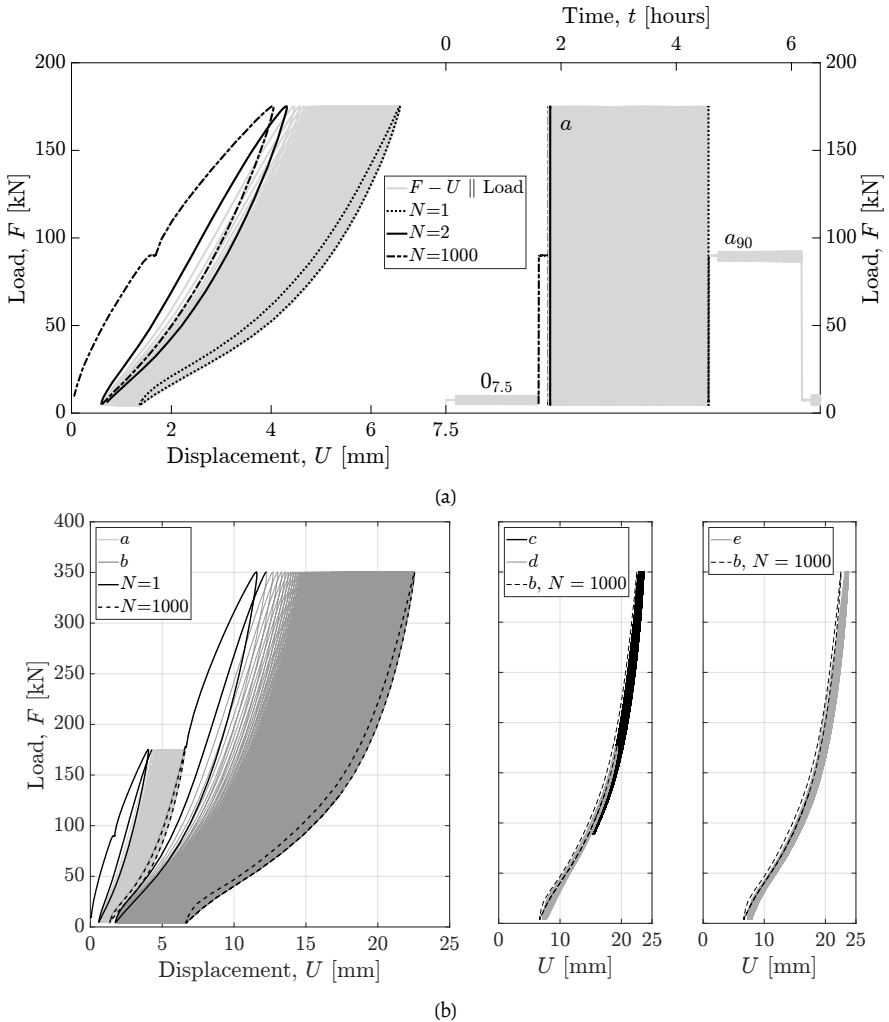 Time, t [hours]
0 2 4 6
200 200
150 150
100 100
50 50
0 0
Load, F [kN]
Load, F [kN]
F − U ∥ Load
N=1
N=2
N=1000
a
a90
07.5
0 2 4 6 7.5
Displacement, U [mm]
(a)
400
350
300
250
200
150
100
50
0
Load, F [kN]
a
b
N=1
N=1000
0 5 10 15 20 25
Displacement, U [mm]
c
d
b, N = 1000
0 10 20 25
U [mm]
e
b, N = 1000
0 10 20 25
U [mm]
(b)